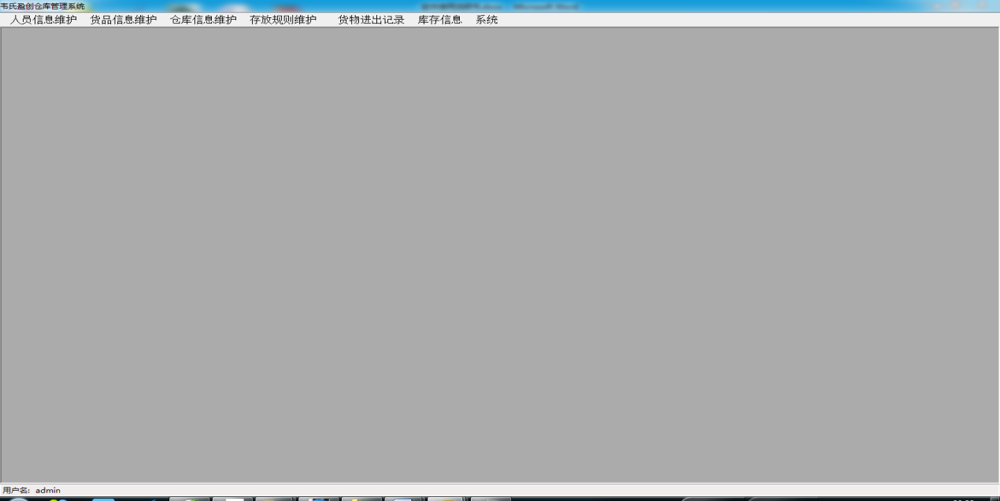 韦氏盈创仓库管理系统
人员信息维护 货品信息维护 仓库信息维护 存放规则维护 货物进出记录 库存信息 系统
用户名: admin